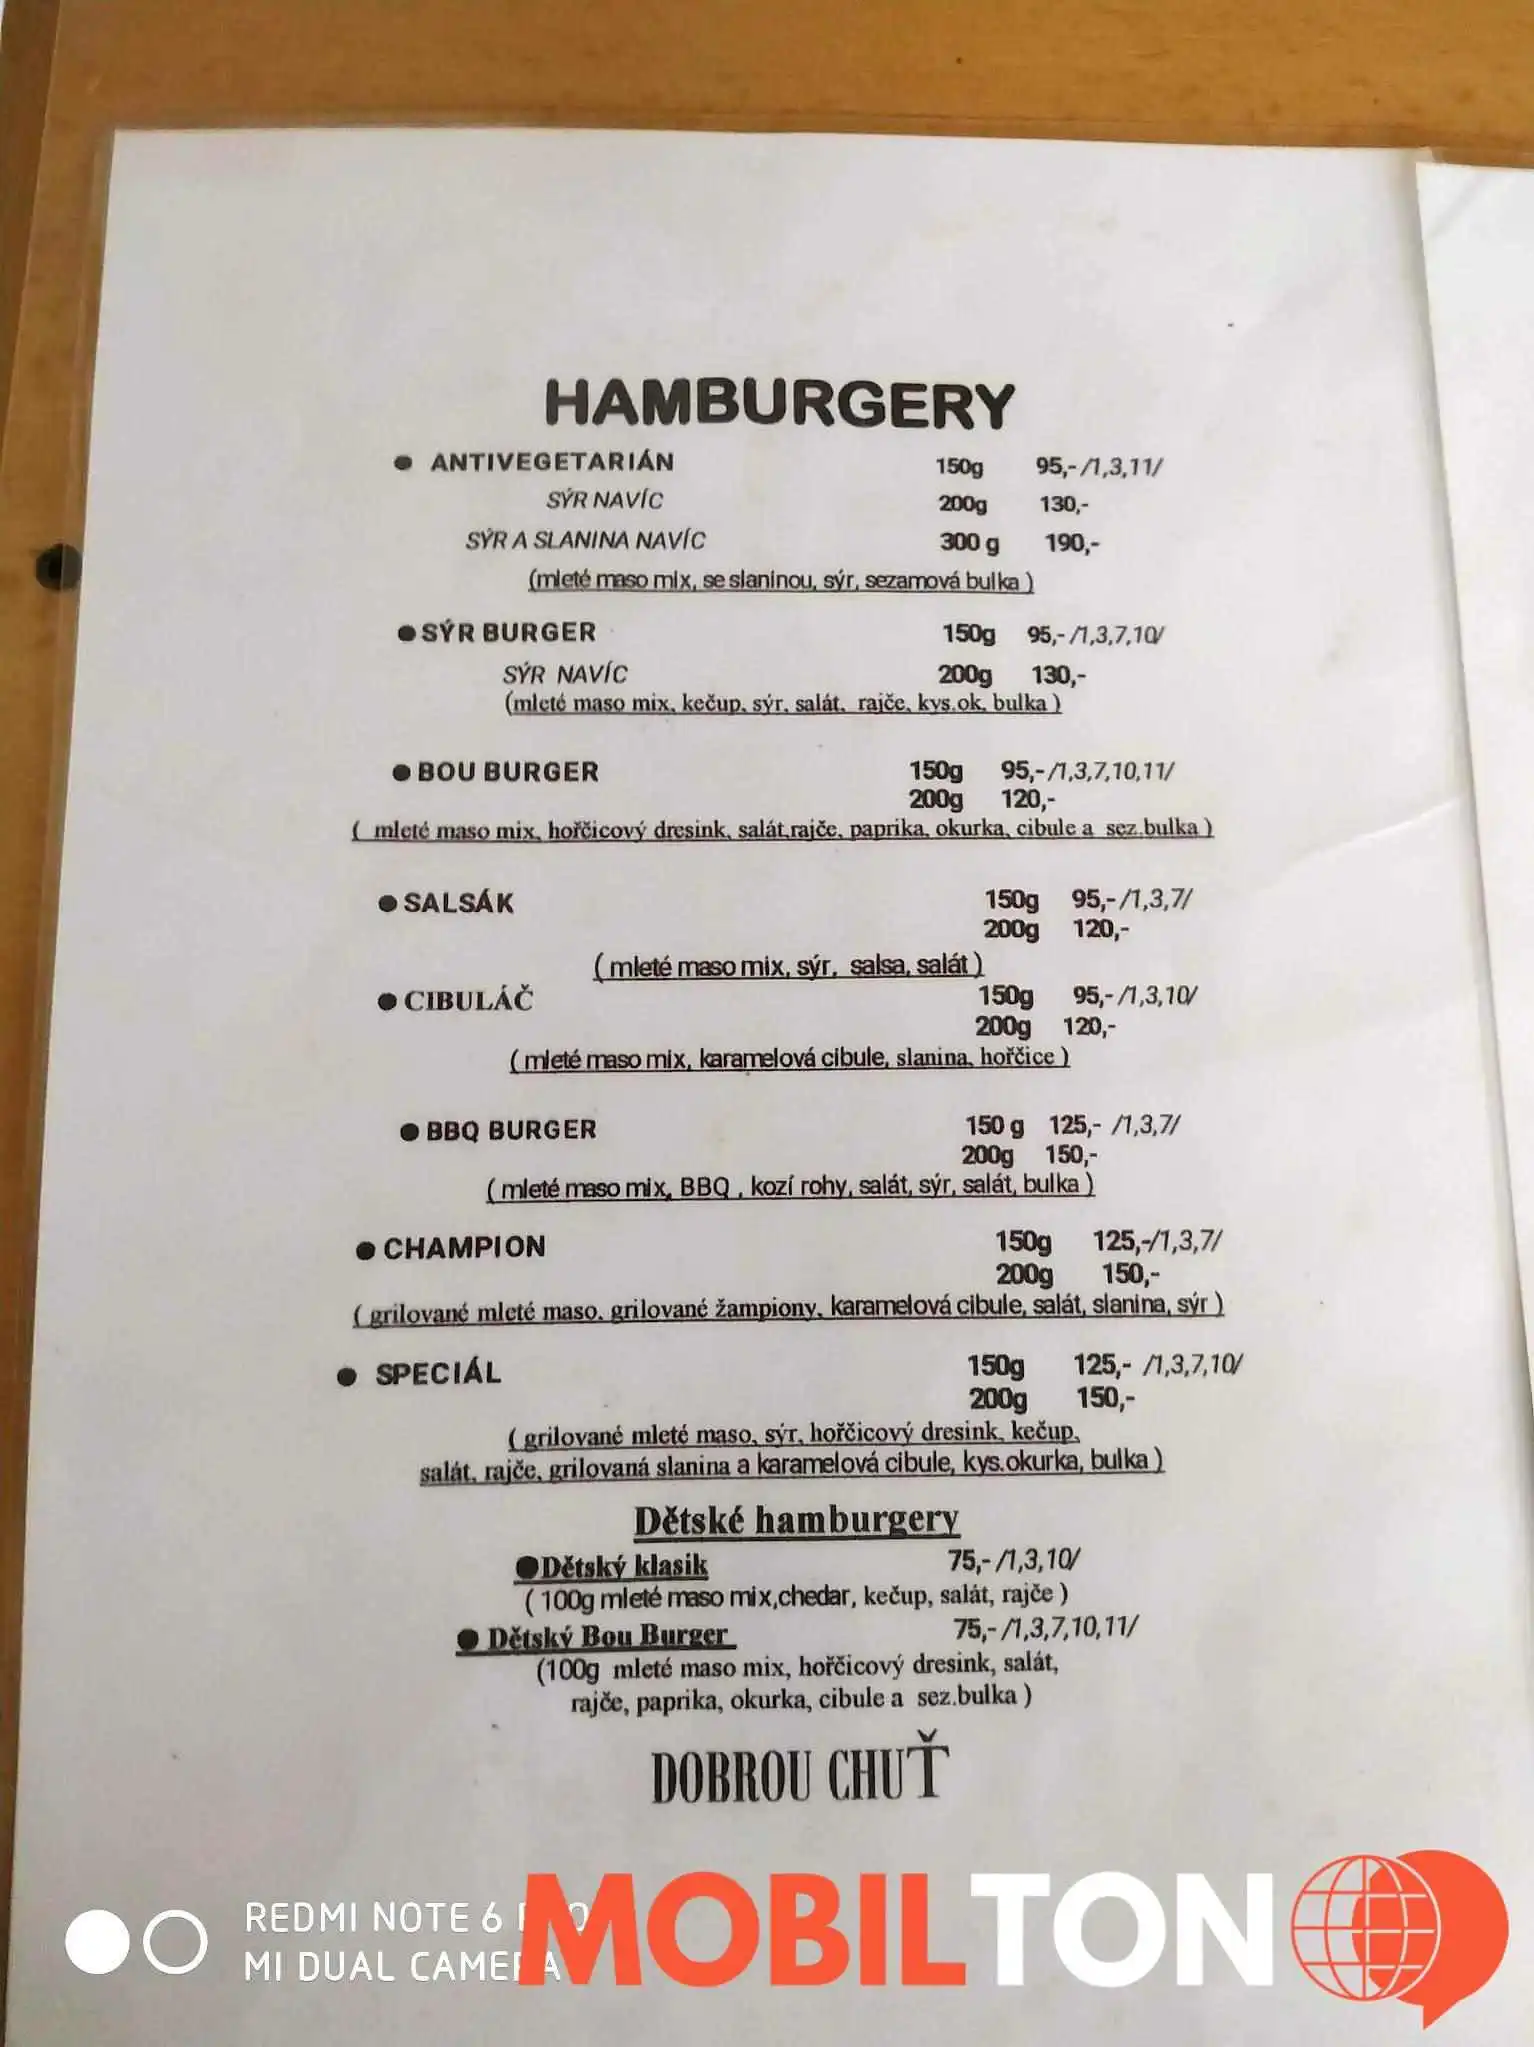 HAMBURGERY
● ANTIVEGETARIÁN 150g 95,- /1,3,11/
SÝR NAVÍC 200g 130,-
SÝR A SLANINA NAVÍC 300 g 190,-
(mleté maso mix, se slaninou, sýr, sezamová bulka )
● SÝR BURGER 150g 95,- /1,3,7,10/
SÝR NAVÍC 200g 130,-
(mleté maso mix, kečup, sýr, salát, rajče, kys.ok, bulka )
● BOU BURGER 150g 95,- /1,3,7,10,11/
200g 120,-
( mleté maso mix, hořčicový dresink, salát,rajče, paprika, okurka, cibule a sez.bulka )
● SALSÁK 150g 95,- /1,3,7/
200g 120,-
( mleté maso mix, sýr, salsa, salát )
● CIBULÁČ 150g 95,- /1,3,10/
200g 120,-
( mleté maso mix, karamelová cibule, slanina, hořčice )
● BBQ BURGER 150 g 125,- /1,3,7/
200g 150,-
( mleté maso mix, BBQ , kozí rohy, salát, sýr, salát, bulka )
● CHAMPION 150g 125,-/1,3,7/
200g 150,-
( grilované mleté maso, grilované žampiony, karamelová cibule, salát, slanina, sýr )
● SPECIÁL 150g 125,- /1,3,7,10/
200g 150,-
( grilované mleté maso, sýr, hořčicový dresink, kečup,
salát, rajče, grilovaná slanina a karamelová cibule, kys.okurka, bulka )
Dětské hamburgery
● Dětský klasik 75,- /1,3,10/
( 100g mleté maso mix,chedar, kečup, salát, rajče )
● Dětský Bou Burger 75,- /1,3,7,10,11/
(100g mleté maso mix, hořčicový dresink, salát,
rajče, paprika, okurka, cibule a sez.bulka )
DOBROU CHUŤ
REDMI NOTE 6
MI DUAL CAMERA
MOBILTON